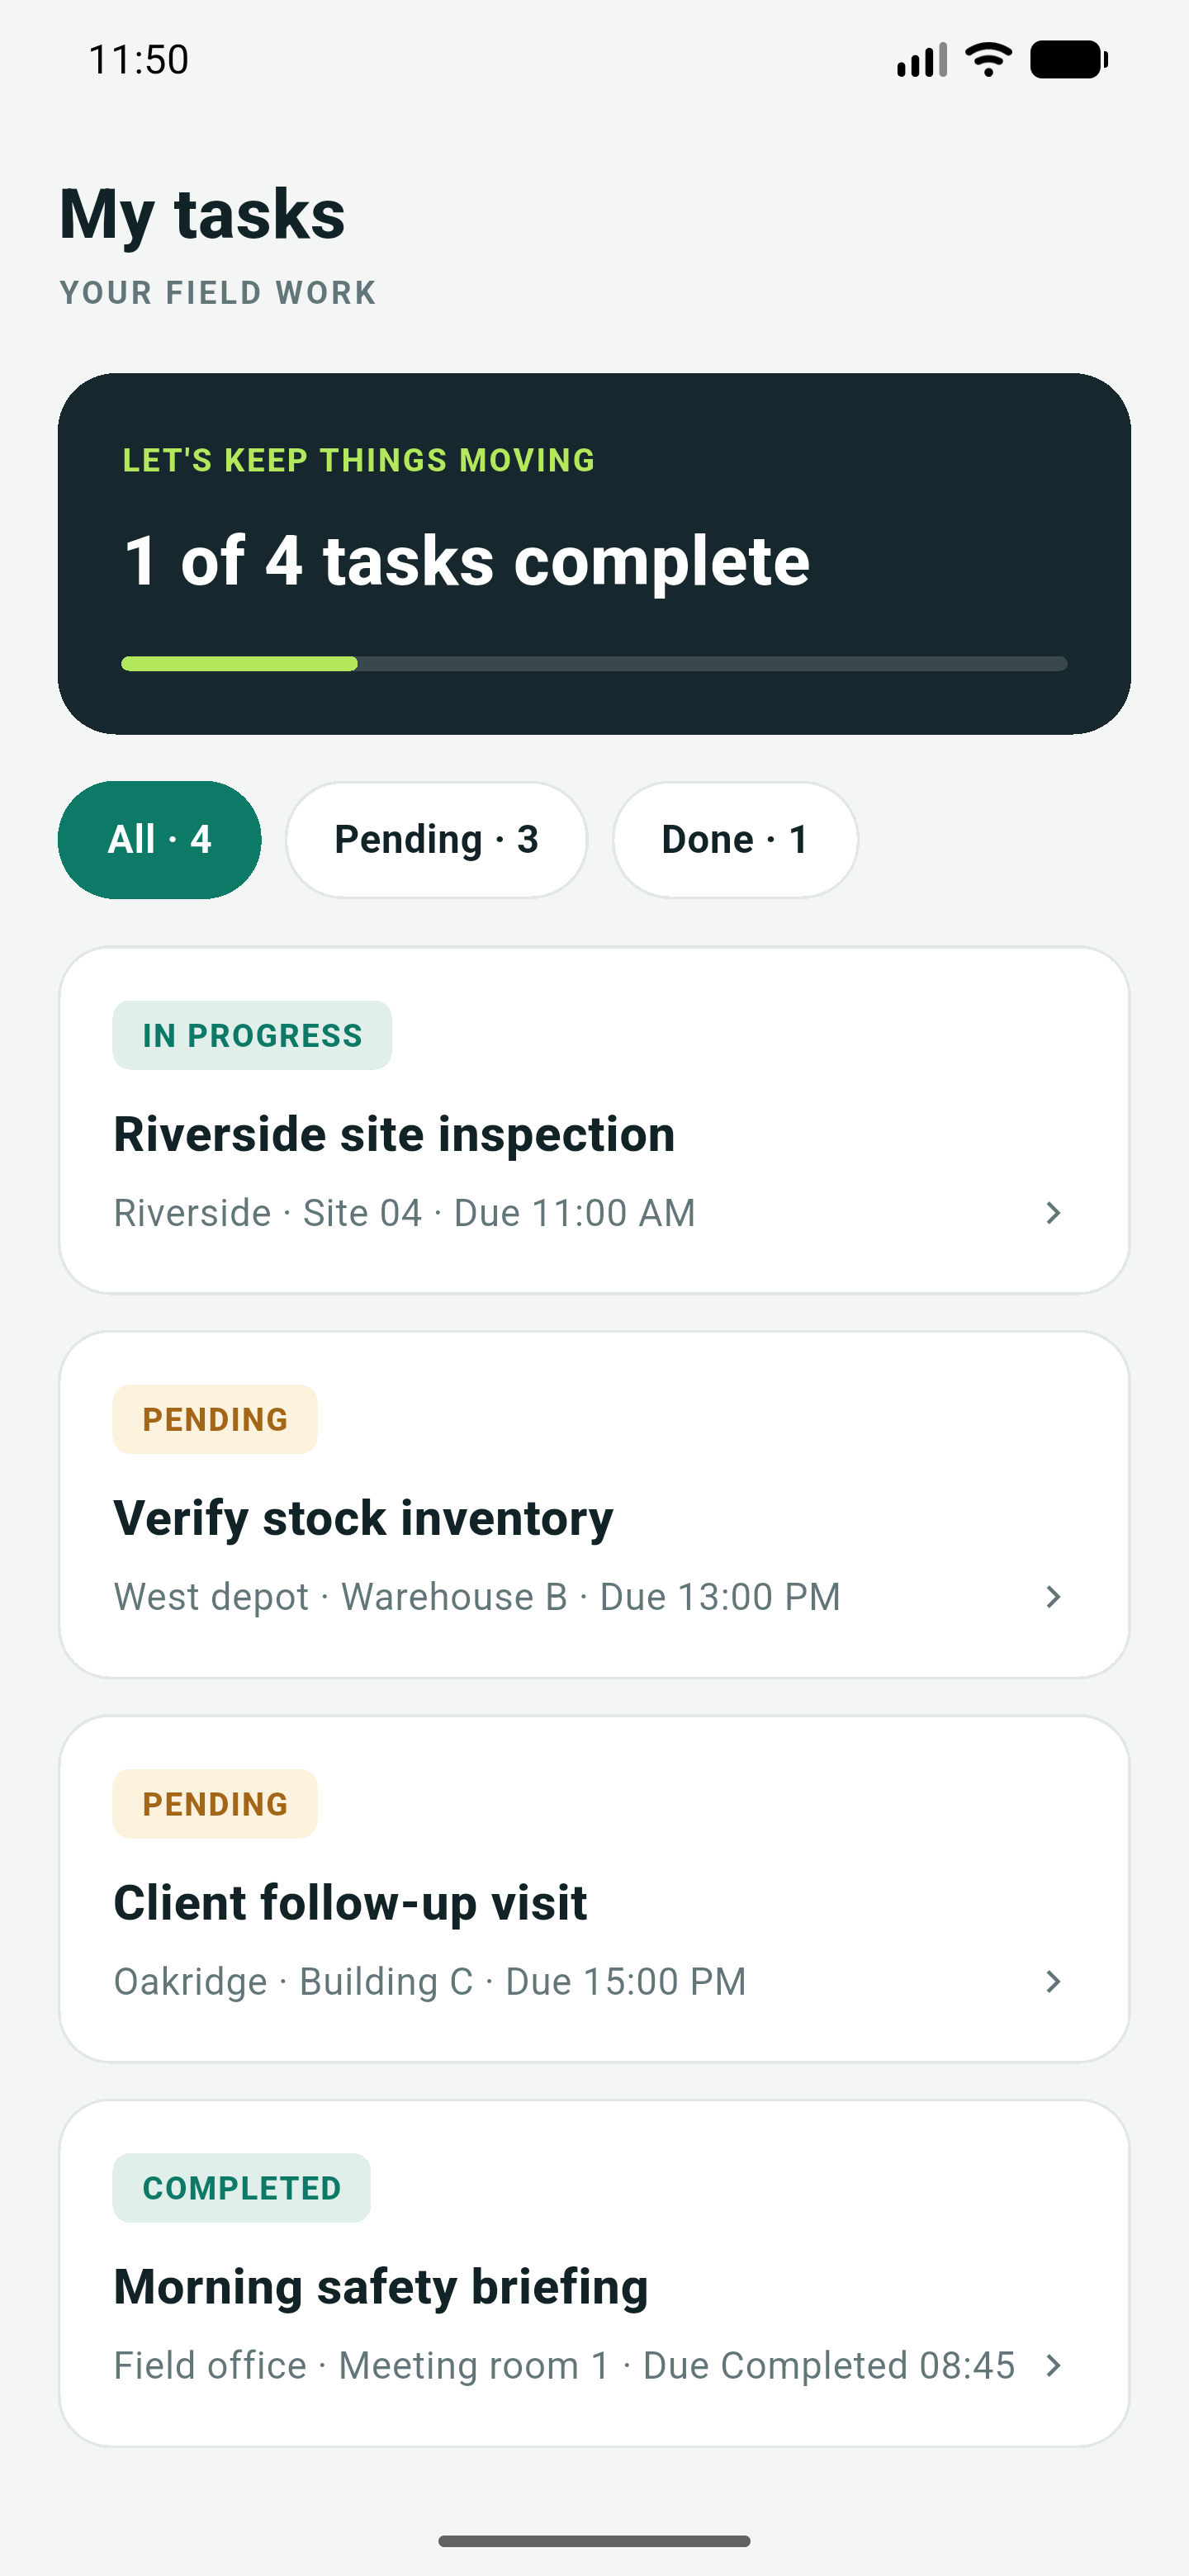 11:50
My tasks
YOUR FIELD WORK
LET'S KEEP THINGS MOVING
1 of 4 tasks complete
All · 4
Pending · 3
Done · 1
IN PROGRESS
Riverside site inspection
Riverside · Site 04 · Due 11:00 AM
PENDING
Verify stock inventory
West depot · Warehouse B · Due 13:00 PM
PENDING
Client follow-up visit
Oakridge · Building C · Due 15:00 PM
COMPLETED
Morning safety briefing
Field office · Meeting room 1 · Due Completed 08:45